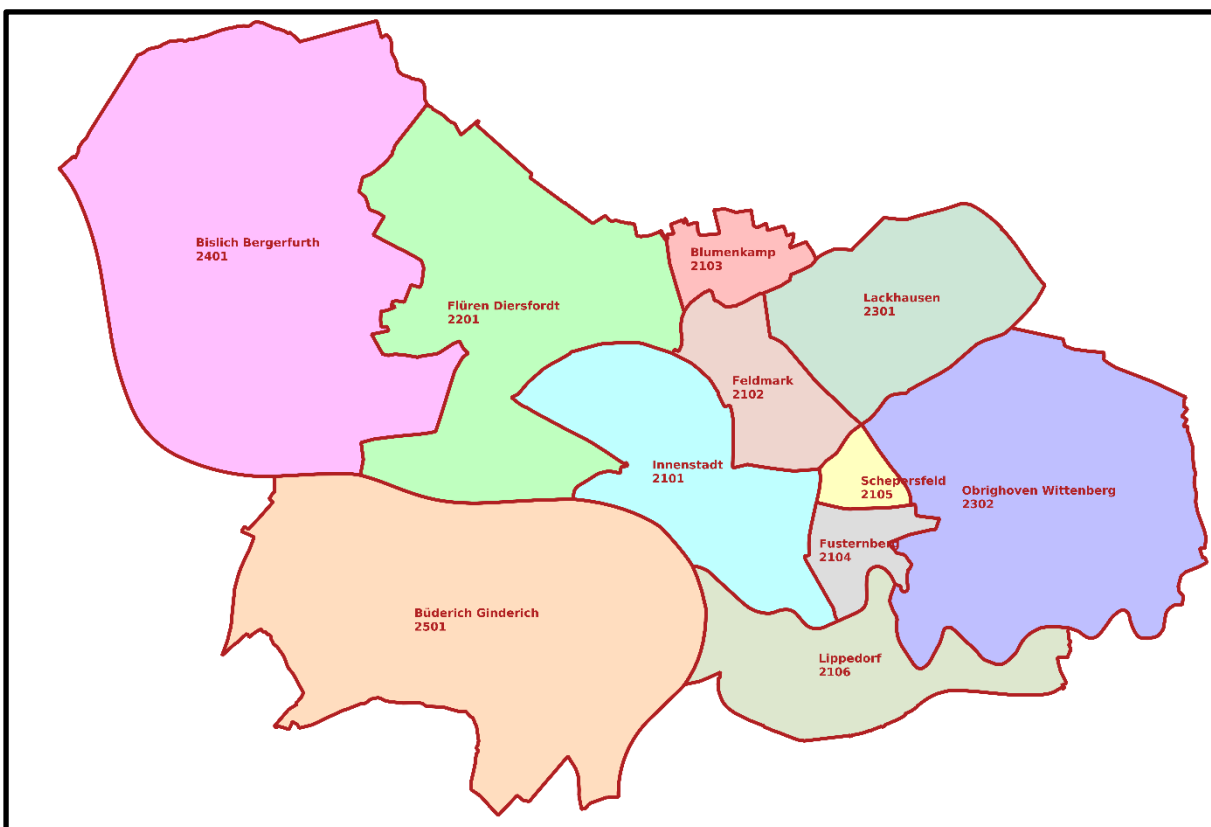 Bislich Bergerfurth
2401
Flüren Diersfordt
2201
Blumenkamp
2103
Lackhausen
2301
Feldmark
2102
Innenstadt
2101
Schepersfeld
2105
Obrighoven Wittenberg
2302
Fusternberg
2104
Büderich Ginderich
2501
Lippedorf
2106